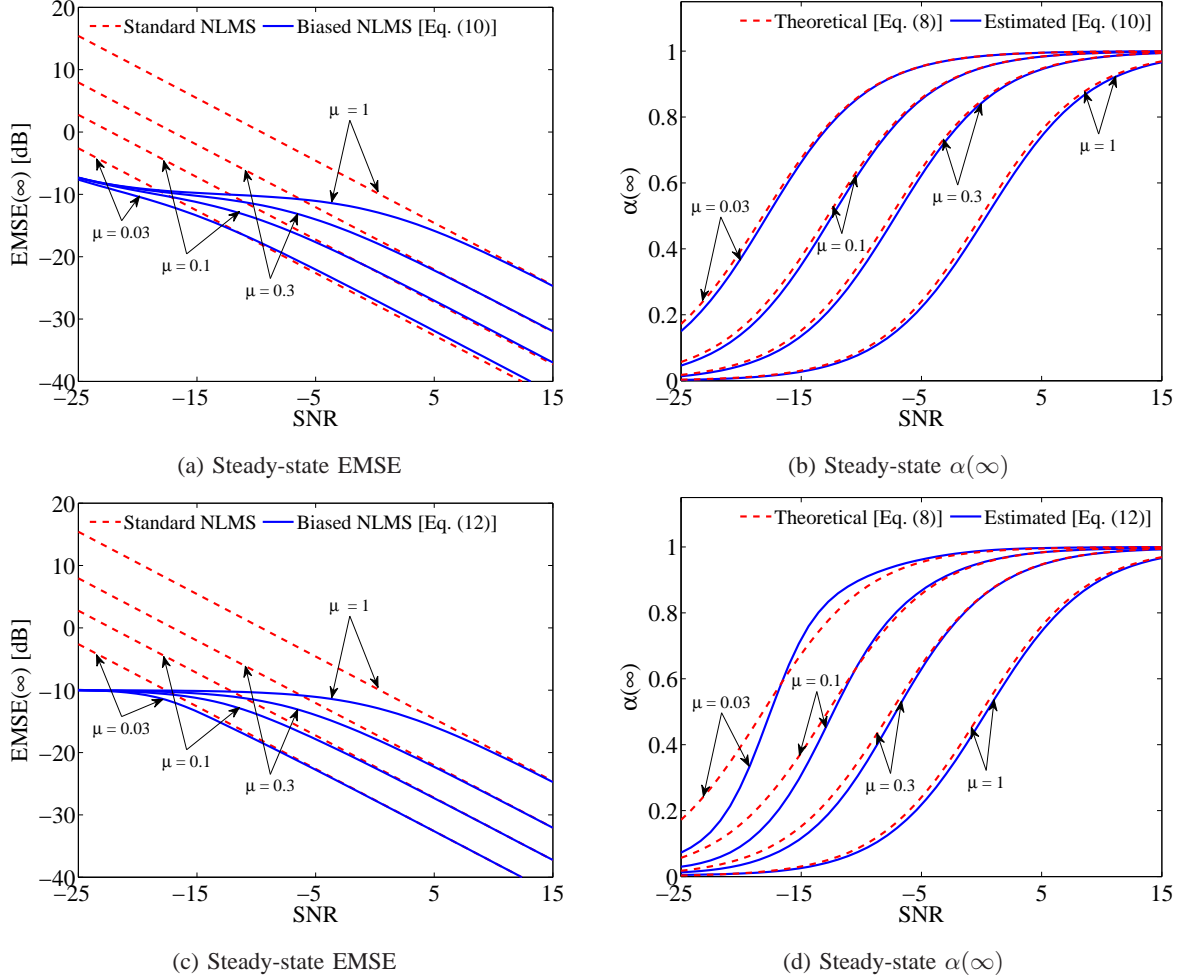 Standard NLMS Biased NLMS [Eq. (10)]
20
10
0
−10
−20
−30
−40
EMSE(∞) [dB]
μ = 1
μ = 0.03
μ = 0.1
μ = 0.3
−25 −15 −5 5 15
SNR
(a) Steady-state EMSE
Theoretical [Eq. (8)] Estimated [Eq. (10)]
1
0.8
0.6
0.4
0.2
0
α(∞)
μ = 0.03
μ = 0.1
μ = 0.3
μ = 1
−25 −15 −5 5 15
SNR
(b) Steady-state α(∞)
Standard NLMS Biased NLMS [Eq. (12)]
20
10
0
−10
−20
−30
−40
EMSE(∞) [dB]
μ = 1
μ = 0.03
μ = 0.1
μ = 0.3
−25 −15 −5 5 15
SNR
(c) Steady-state EMSE
Theoretical [Eq. (8)] Estimated [Eq. (12)]
1
0.8
0.6
0.4
0.2
0
α(∞)
μ = 0.03
μ = 0.1
μ = 0.3
μ = 1
−25 −15 −5 5 15
SNR
(d) Steady-state α(∞)